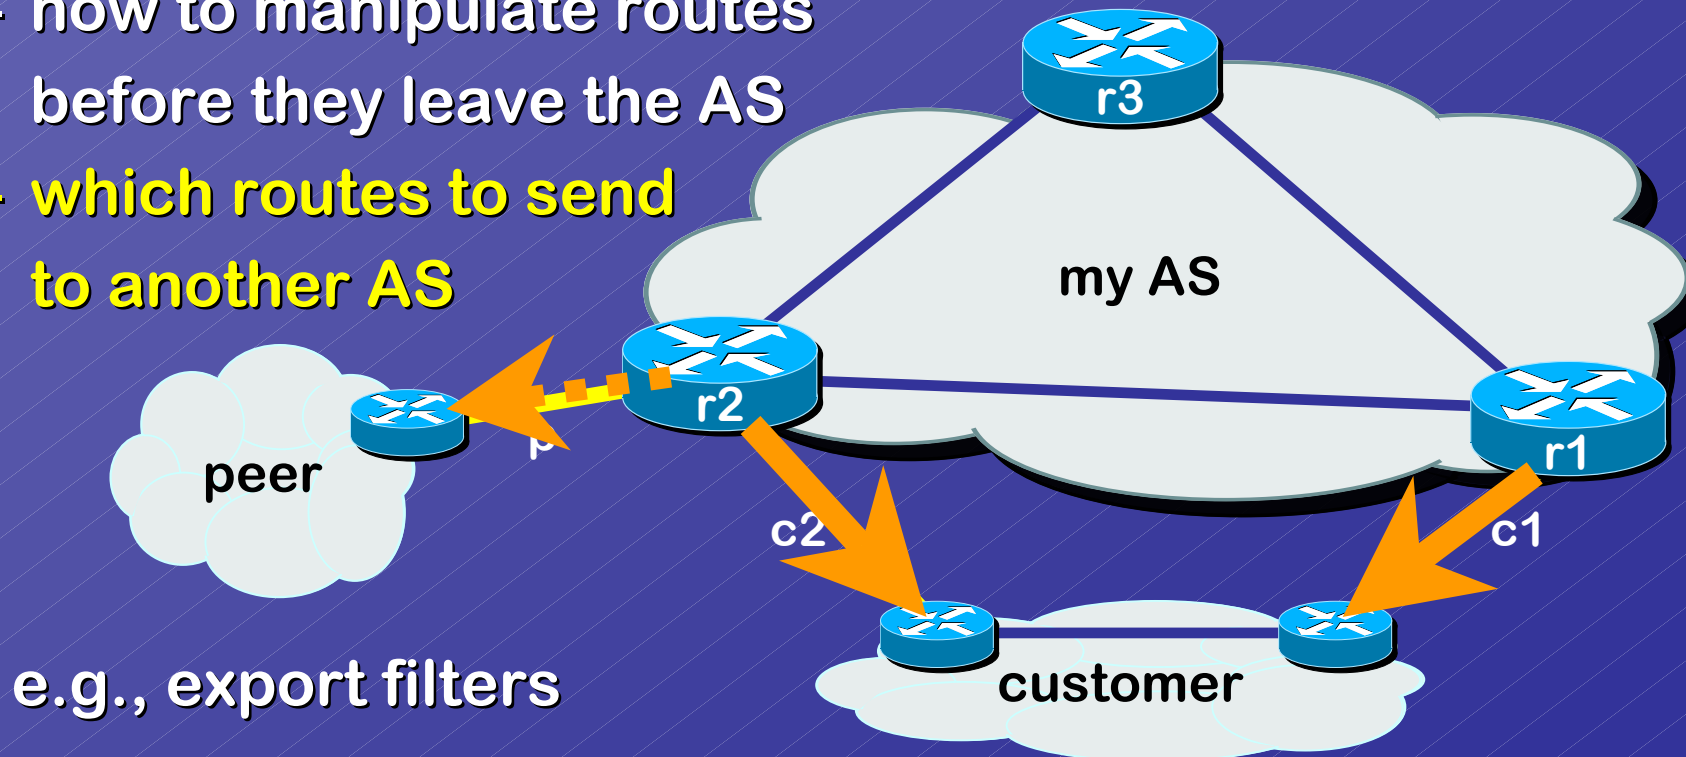 - how to manipulate routes
before they leave the AS
- which routes to send
to another AS
r3
my AS
r2
r1
p
peer
c2
c1
customer
e.g., export filters